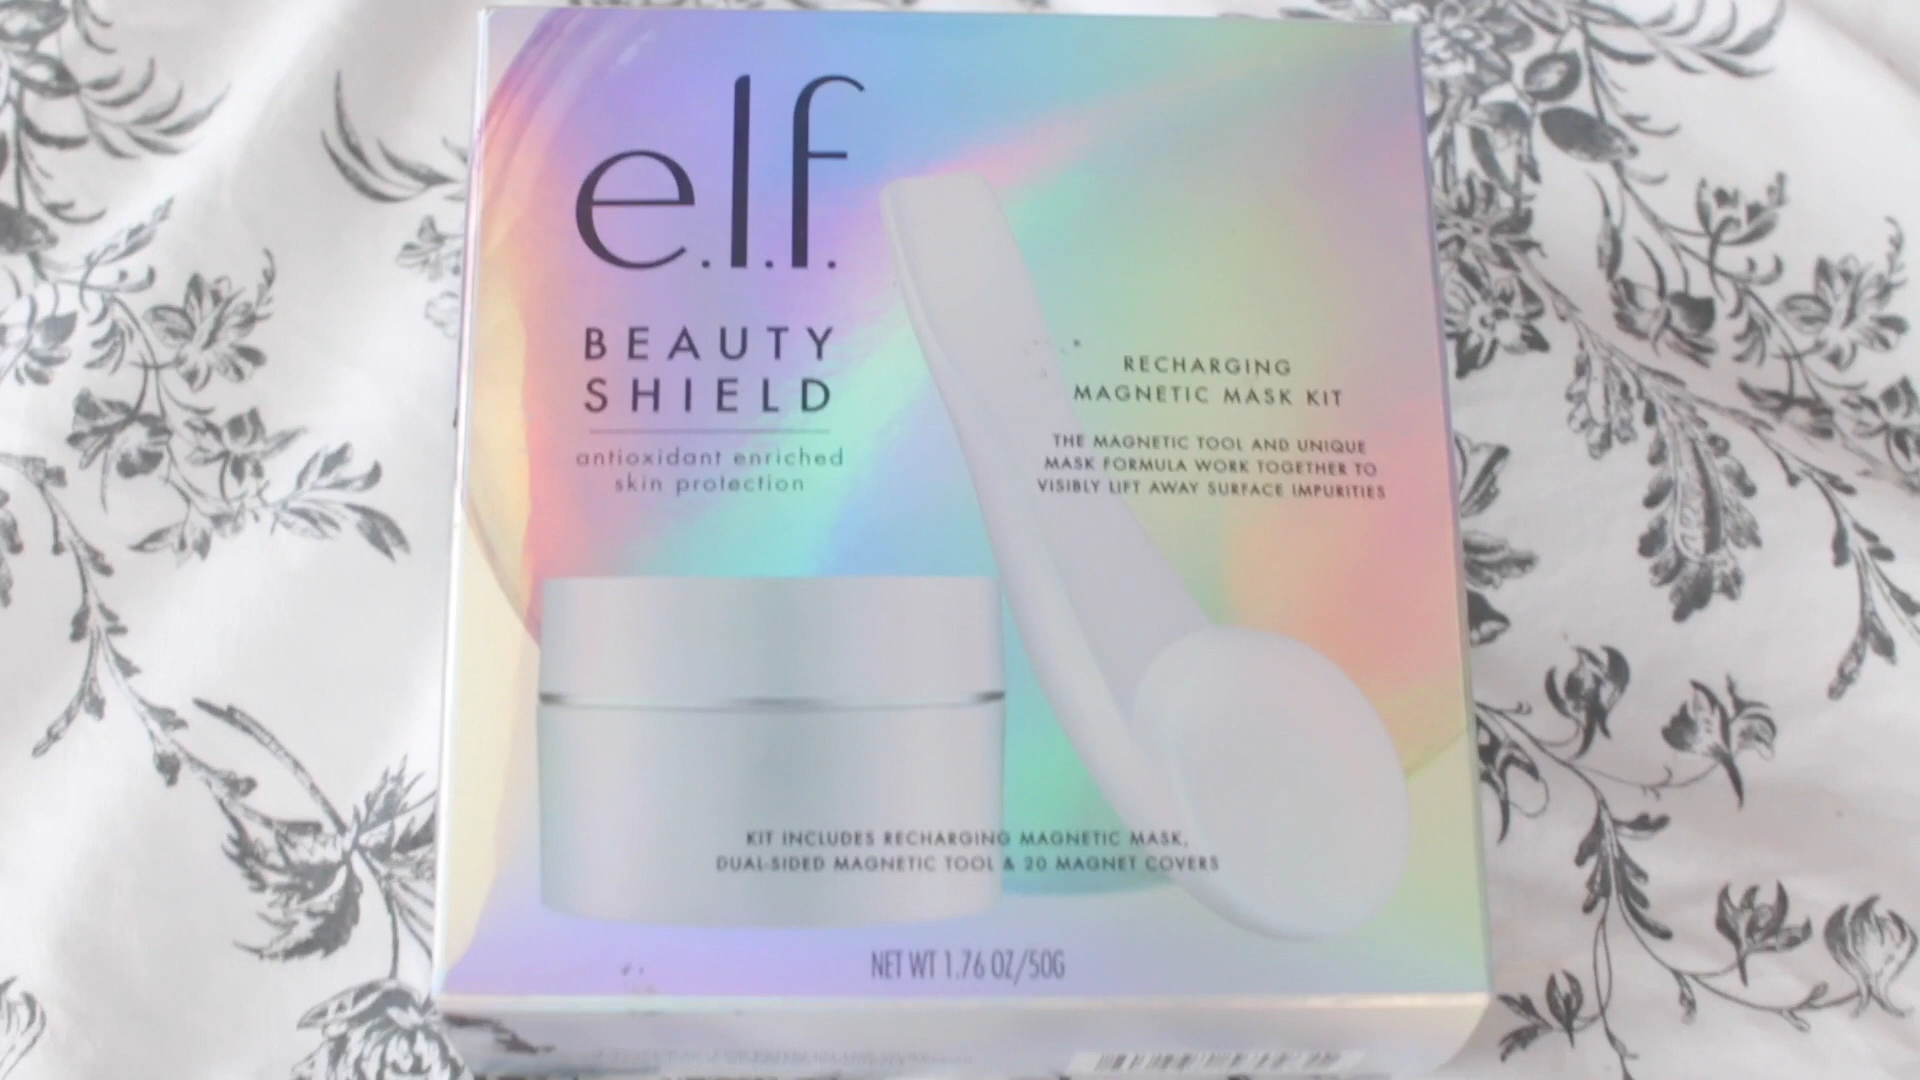 e.l.f.
BEAUTY
SHIELD
antioxidant enriched
skin protection
RECHARGING
MAGNETIC MASK KIT
THE MAGNETIC TOOL AND UNIQUE
MASK FORMULA WORK TOGETHER TO
VISIBLY LIFT AWAY SURFACE IMPURITIES
KIT INCLUDES RECHARGING MAGNETIC MASK,
DUAL-SIDED MAGNETIC TOOL & 20 MAGNET COVERS
NET WT 1.76 OZ/50G